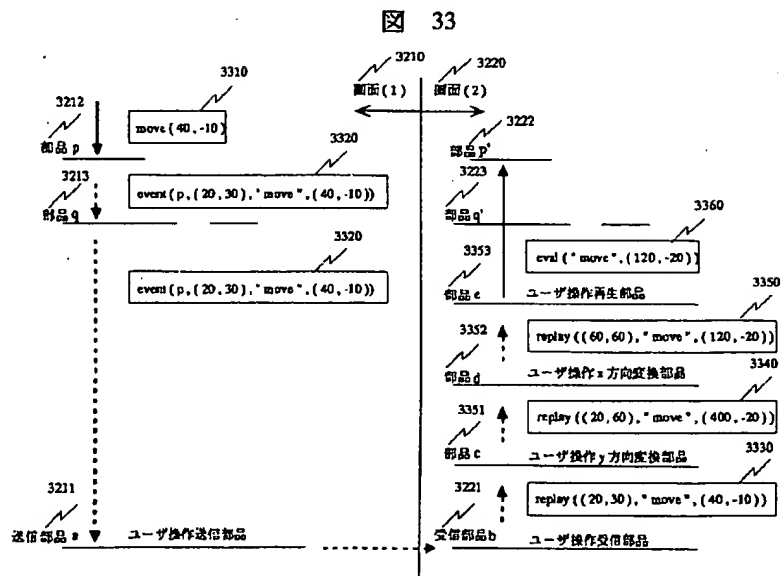 図 33
3210
3220
画面(1)
画面(2)
3310
3212
move(40,-10)
部品 p
3222
部品p'
3320
3213
event(p,(20,30),"move",(40,-10))
部品 q
3223
部品q'
3360
eval("move",(120,-20))
3320
event(p,(20,30),"move",(40,-10))
3353
部品 e
ユーザ操作再生部品
3350
3352
replay((60,60),"move",(120,-20))
部品 d
ユーザ操作 x 方向変換部品
3340
3351
replay((20,60),"move",(400,-20))
部品 c
ユーザ操作 y 方向変換部品
3330
3221
replay((20,30),"move",(40,-10))
3211
送信部品 a
ユーザ操作送信部品
受信部品b
ユーザ操作受信部品